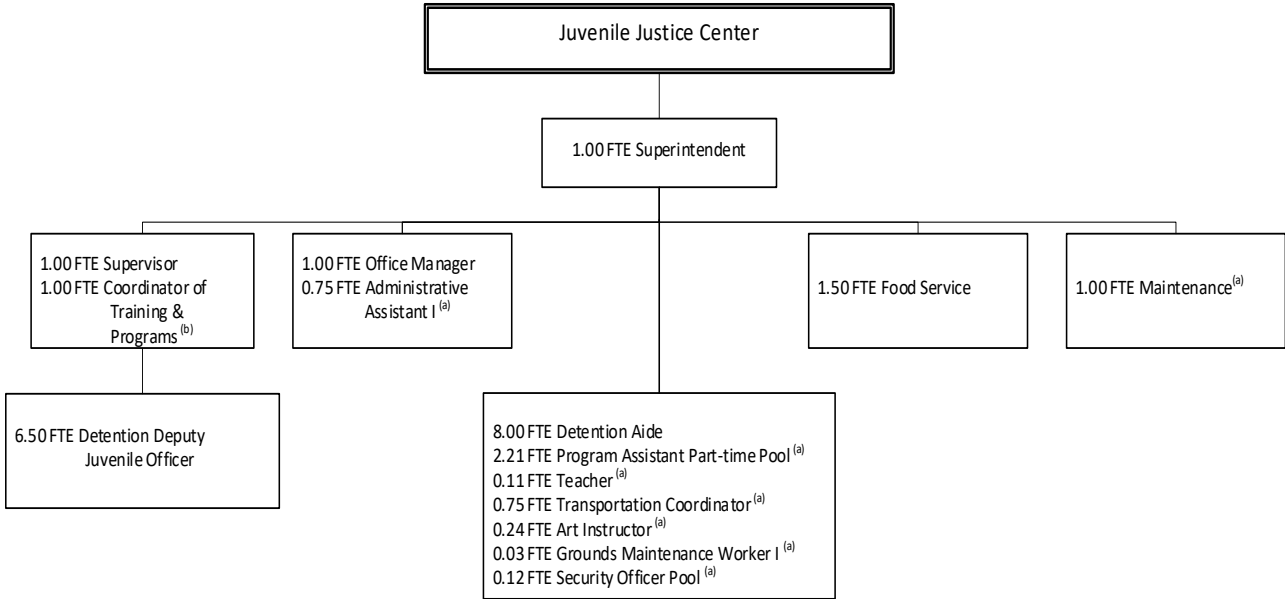 Juvenile Justice Center
1.00 FTE Superintendent
1.00 FTE Supervisor
1.00 FTE Coordinator of
Training &
Programs (b)
1.00 FTE Office Manager
0.75 FTE Administrative
Assistant I (a)
1.50 FTE Food Service
1.00 FTE Maintenance (a)
6.50 FTE Detention Deputy
Juvenile Officer
8.00 FTE Detention Aide
2.21 FTE Program Assistant Part-time Pool (a)
0.11 FTE Teacher (a)
0.75 FTE Transportation Coordinator (a)
0.24 FTE Art Instructor (a)
0.03 FTE Grounds Maintenance Worker I (a)
0.12 FTE Security Officer Pool (a)